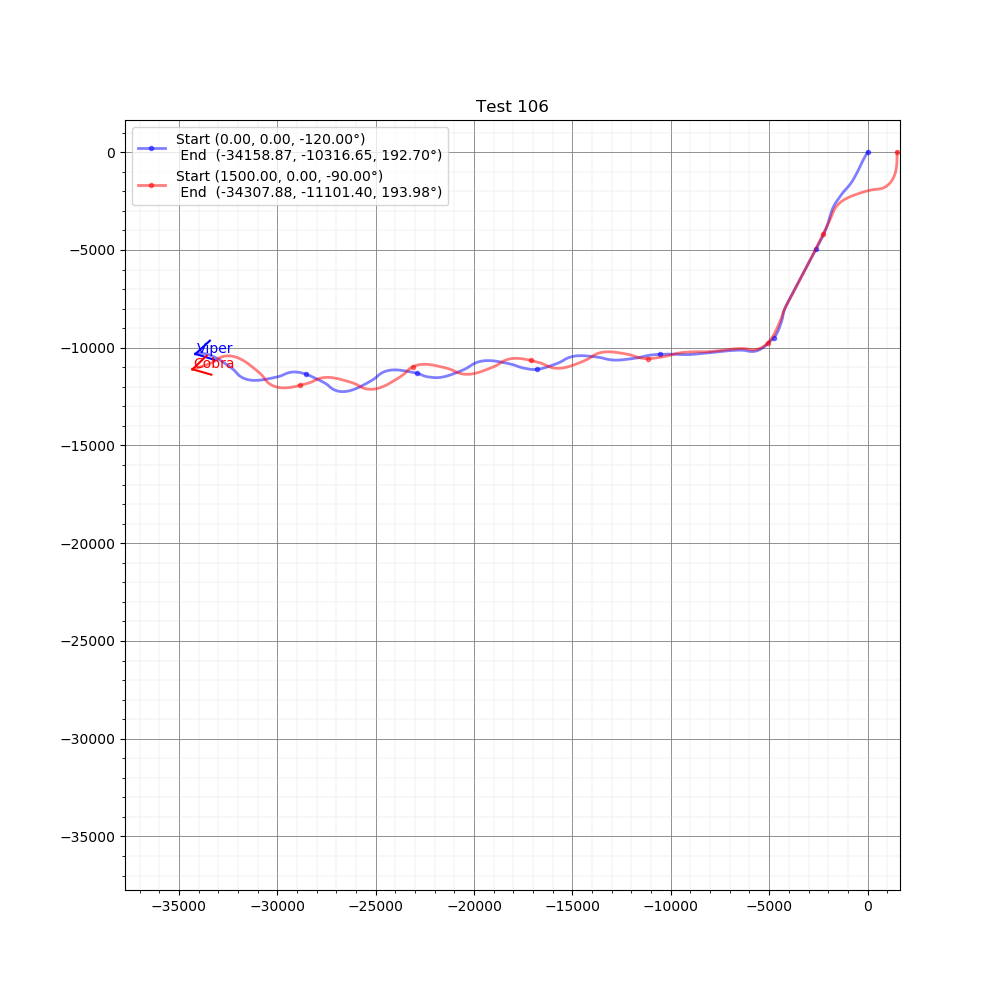 Test 106
Start (0.00, 0.00, -120.00°)
End (-34158.87, -10316.65, 192.70°)
Start (1500.00, 0.00, -90.00°)
End (-34307.88, -11101.40, 193.98°)
0
−5000
−10000
−15000
−20000
−25000
−30000
−35000
Viper
Cobra
−35000
−30000
−25000
−20000
−15000
−10000
−5000
0